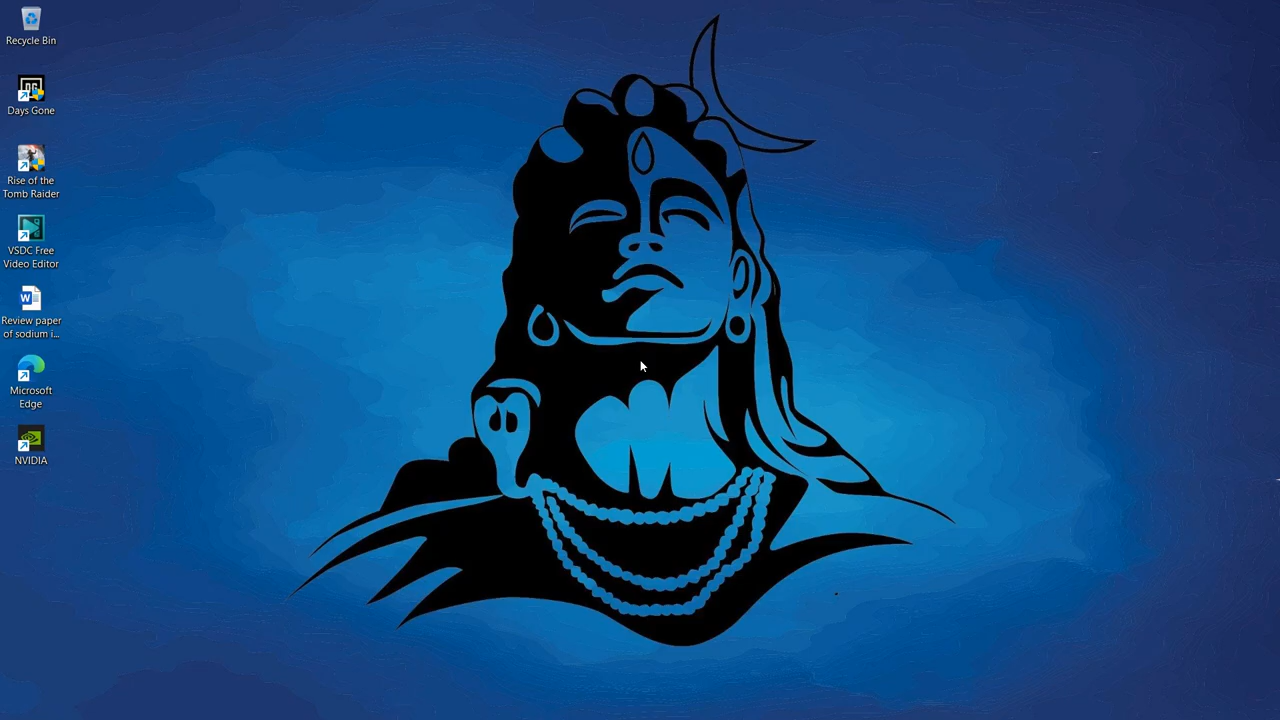 Recycle Bin
Days Gone
Rise of the
Tomb Raider
VSDC Free
Video Editor
Review paper
of sodium i...
Microsoft
Edge
NVIDIA